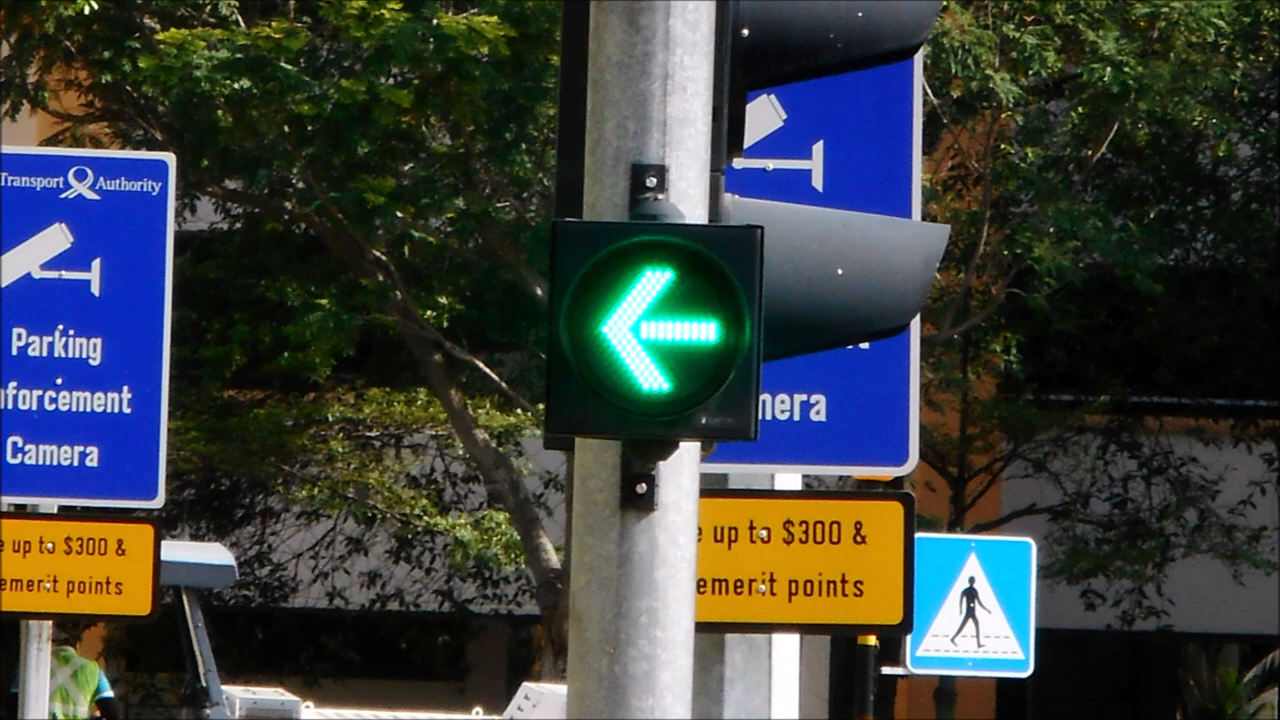 Transport Authority
Parking
nforcement
Camera
e up to $300 &
emerit points
mera
e up to $300 &
emerit points